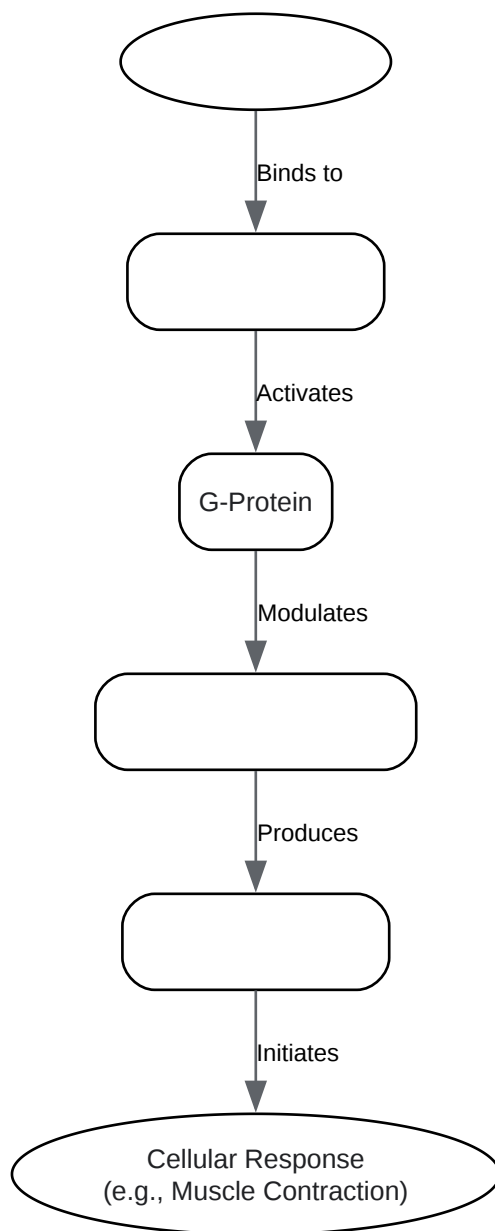 Binds to
Activates
G-Protein
Modulates
Produces
Initiates
Cellular Response
(e.g., Muscle Contraction)